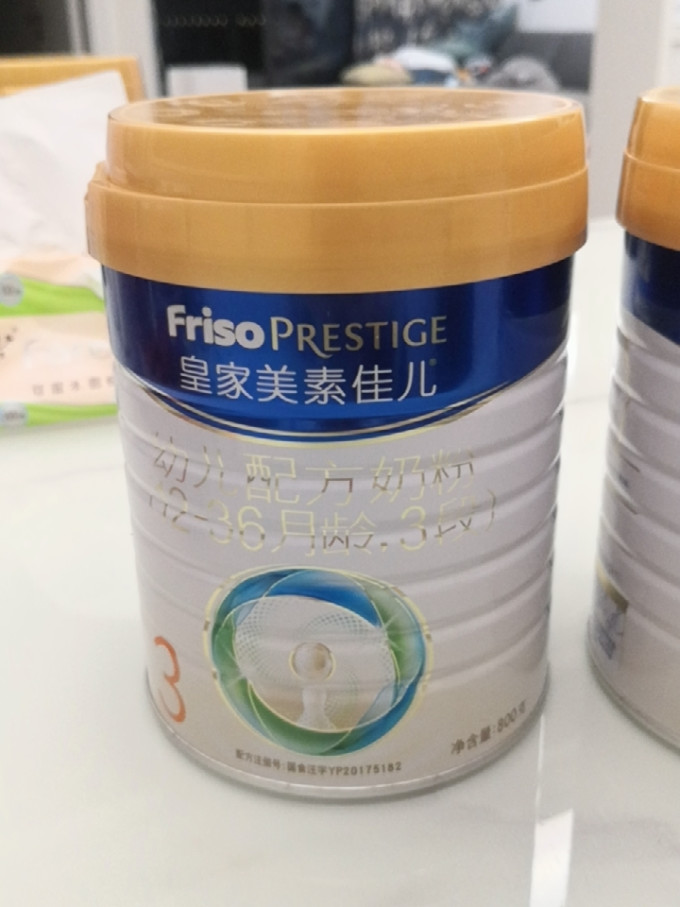 Friso PRESTIGE
皇家美素佳儿
幼儿配方奶粉
(12-36月龄,3段)
3
净含量:800克
配方注册号:国食注字YP20175182